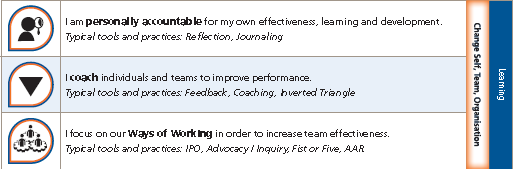 I am personally accountable for my own effectiveness, learning and development.
Typical tools and practices: Reflection, Journaling
I coach individuals and teams to improve performance.
Typical tools and practices: Feedback, Coaching, Inverted Triangle
I focus on our Ways of Working in order to increase team effectiveness.
Typical tools and practices: IPO, Advocacy / Inquiry, Fist or Five, AAR
Change Self, Team, Organisation
Learning